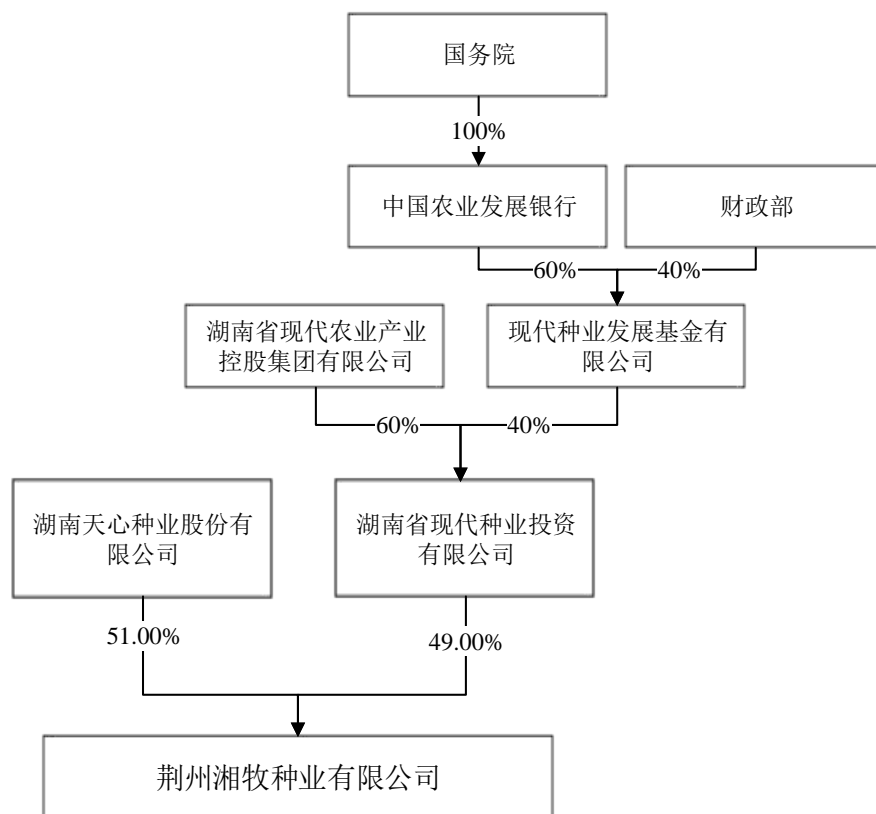 国务院
100%
中国农业发展银行
财政部
60%
40%
湖南省现代农业产业
控股集团有限公司
现代种业发展基金有
限公司
60%
40%
湖南天心种业股份有
限公司
湖南省现代种业投资
有限公司
51.00%
49.00%
荆州湘牧种业有限公司